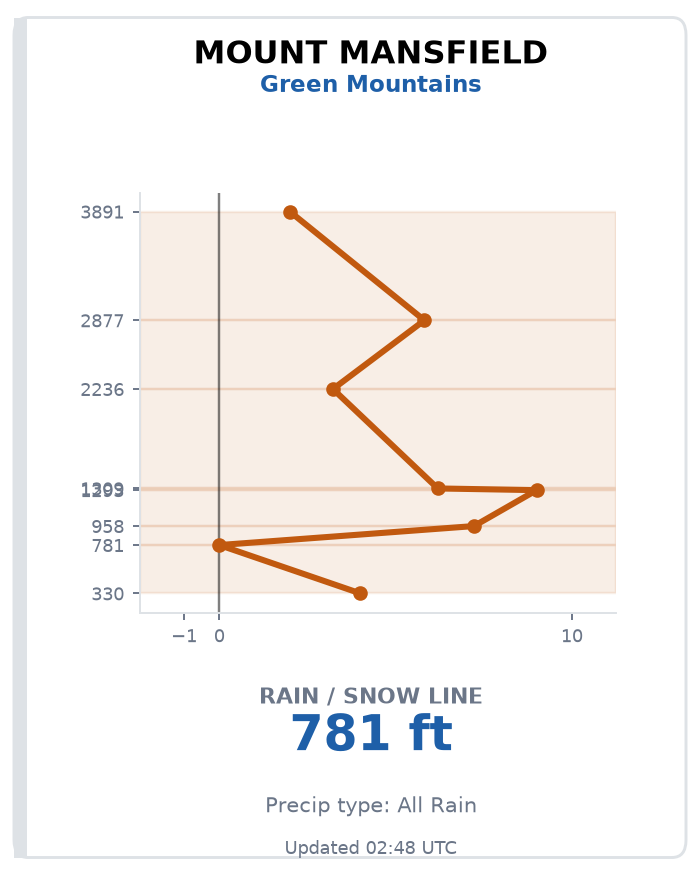 MOUNT MANSFIELD
Green Mountains
3891
2877
2236
958
781
330
−1 0 10
RAIN / SNOW LINE
781 ft
Precip type: All Rain
Updated 02:48 UTC